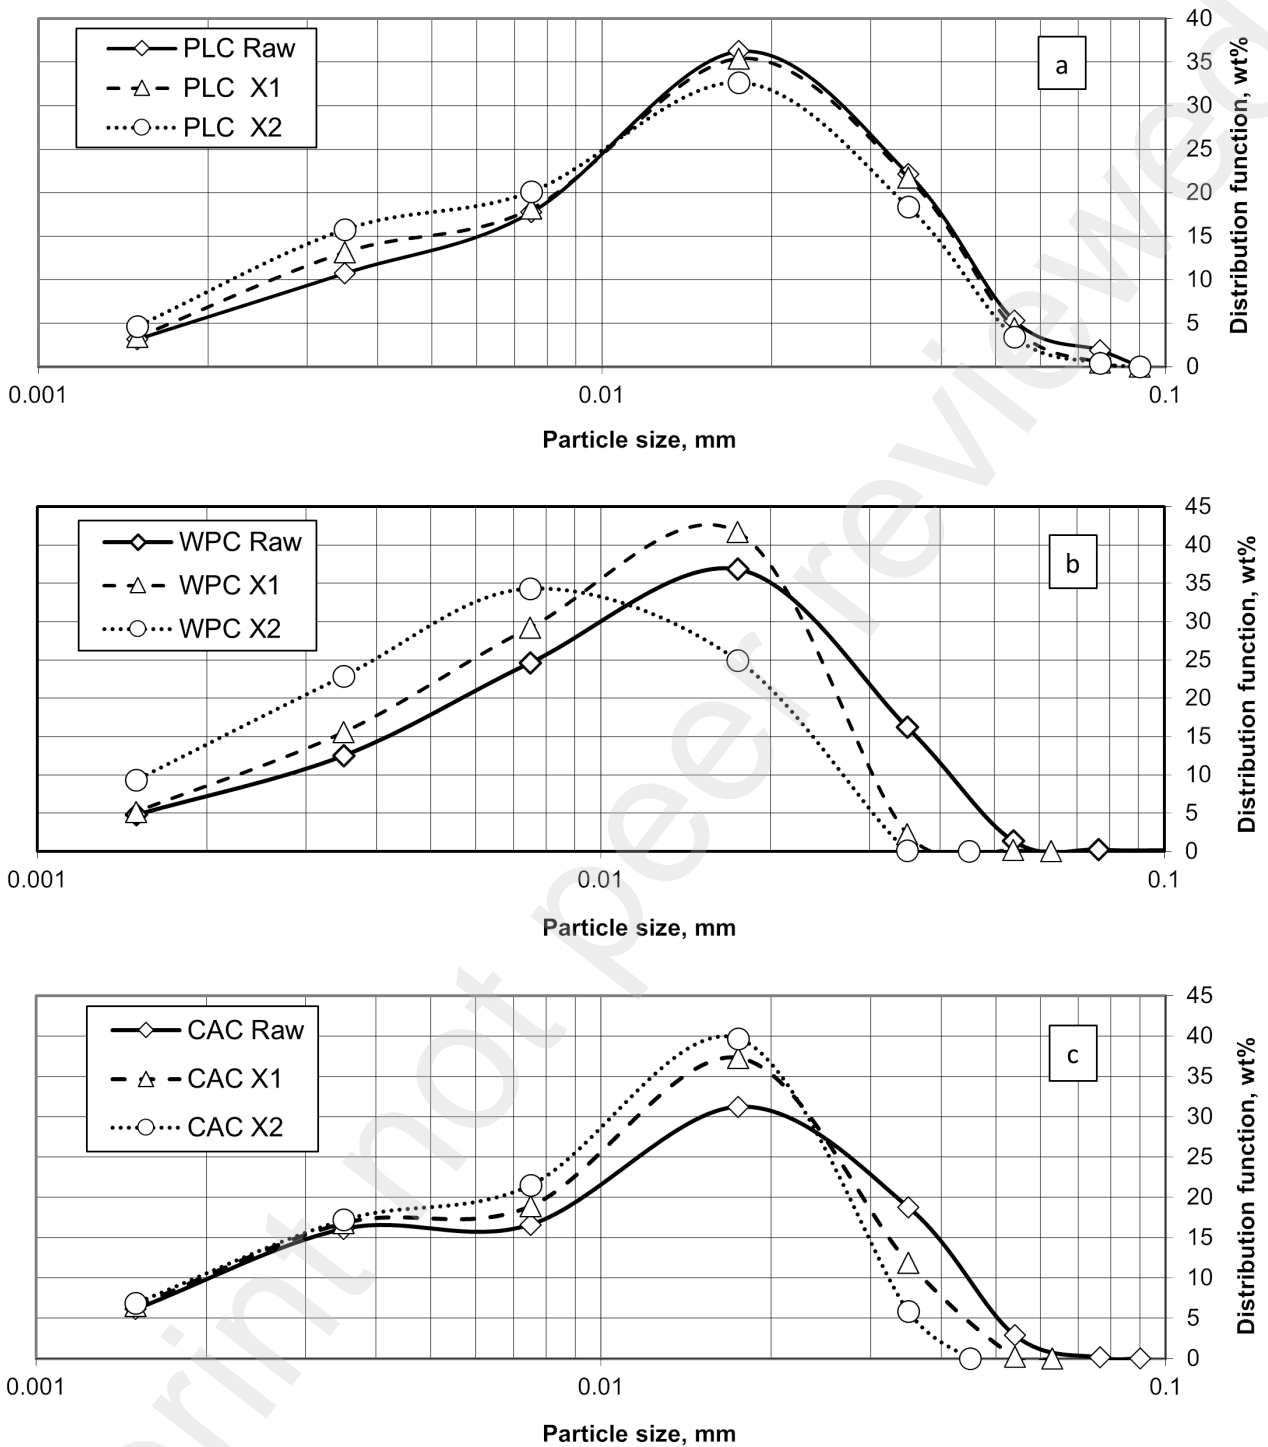 PLC Raw
PLC X1
PLC X2
a
40
35
30
25
20
15
10
5
0
Distribution function, wt%
0.001
0.01
0.1
Particle size, mm
WPC Raw
WPC X1
WPC X2
b
45
40
35
30
25
20
15
10
5
0
Distribution function, wt%
0.001
0.01
0.1
Particle size, mm
CAC Raw
CAC X1
CAC X2
c
45
40
35
30
25
20
15
10
5
0
Distribution function, wt%
0.001
0.01
0.1
Particle size, mm
print not peer reviewed